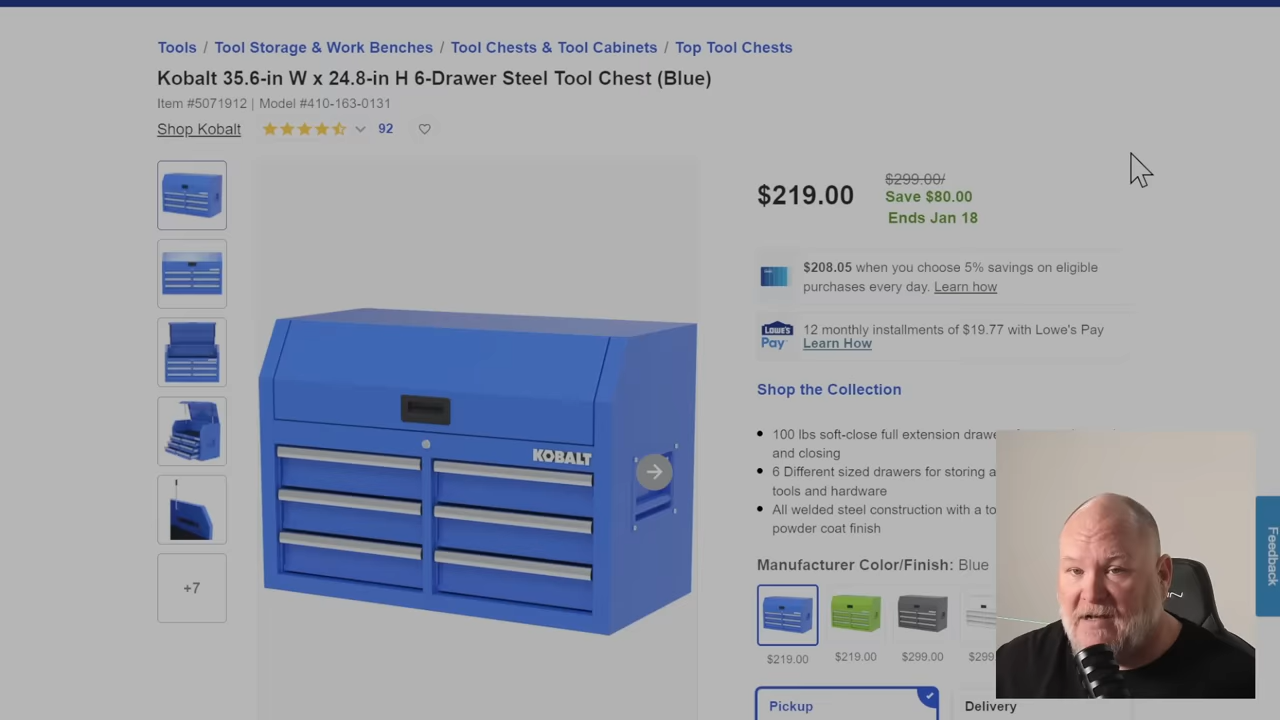 Tools / Tool Storage & Work Benches / Tool Chests & Tool Cabinets / Top Tool Chests
Kobalt 35.6-in W x 24.8-in H 6-Drawer Steel Tool Chest (Blue)
Item #5071912 | Model #410-163-0131
Shop Kobalt
92
$219.00
$299.00/
Save $80.00
Ends Jan 18
$208.05 when you choose 5% savings on eligible
purchases every day. Learn how
LOWE'S
Pay
12 monthly installments of $19.77 with Lowe's Pay
Learn How
Shop the Collection
100 lbs soft-close full extension
and closing
6 Different sized drawers for storing
tools and hardware
All welded steel construction with a
powder coat finish
KOBALT
+7
Manufacturer Color/Finish: Blue
$219.00
$219.00
$299.00
Pickup
Delivery
Feedback